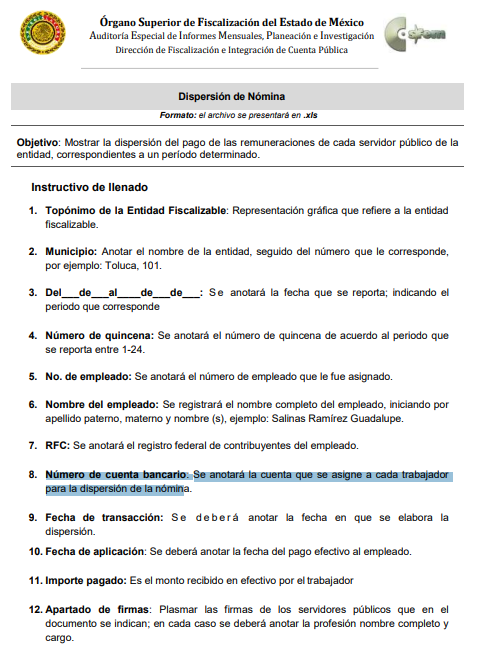 Órgano Superior de Fiscalización del Estado de México
Auditoría Especial de Informes Mensuales, Planeación e Investigación
Dirección de Fiscalización e Integración de Cuenta Pública
osfem
Dispersión de Nómina
Formato: el archivo se presentará en .xls
Objetivo: Mostrar la dispersión del pago de las remuneraciones de cada servidor público de la
entidad, correspondientes a un período determinado.
Instructivo de llenado
1. Topónimo de la Entidad Fiscalizable: Representación gráfica que refiere a la entidad
fiscalizable.
2. Municipio: Anotar el nombre de la entidad, seguido del número que le corresponde,
por ejemplo: Toluca, 101.
3. Del___de___al____de___de___: Se anotará la fecha que se reporta; indicando el
periodo que corresponde
4. Número de quincena: Se anotará el número de quincena de acuerdo al periodo que
se reporta entre 1-24.
5. No. de empleado: Se anotará el número de empleado que le fue asignado.
6. Nombre del empleado: Se registrará el nombre completo del empleado, iniciando por
apellido paterno, materno y nombre (s), ejemplo: Salinas Ramírez Guadalupe.
7. RFC: Se anotará el registro federal de contribuyentes del empleado.
8. Número de cuenta bancario: Se anotará la cuenta que se asigne a cada trabajador
para la dispersión de la nómina.
9. Fecha de transacción: Se deberá anotar la fecha en que se elabora la
dispersión.
10. Fecha de aplicación: Se deberá anotar la fecha del pago efectivo al empleado.
11. Importe pagado: Es el monto recibido en efectivo por el trabajador
12. Apartado de firmas: Plasmar las firmas de los servidores públicos que en el
documento se indican; en cada caso se deberá anotar la profesión nombre completo y
cargo.